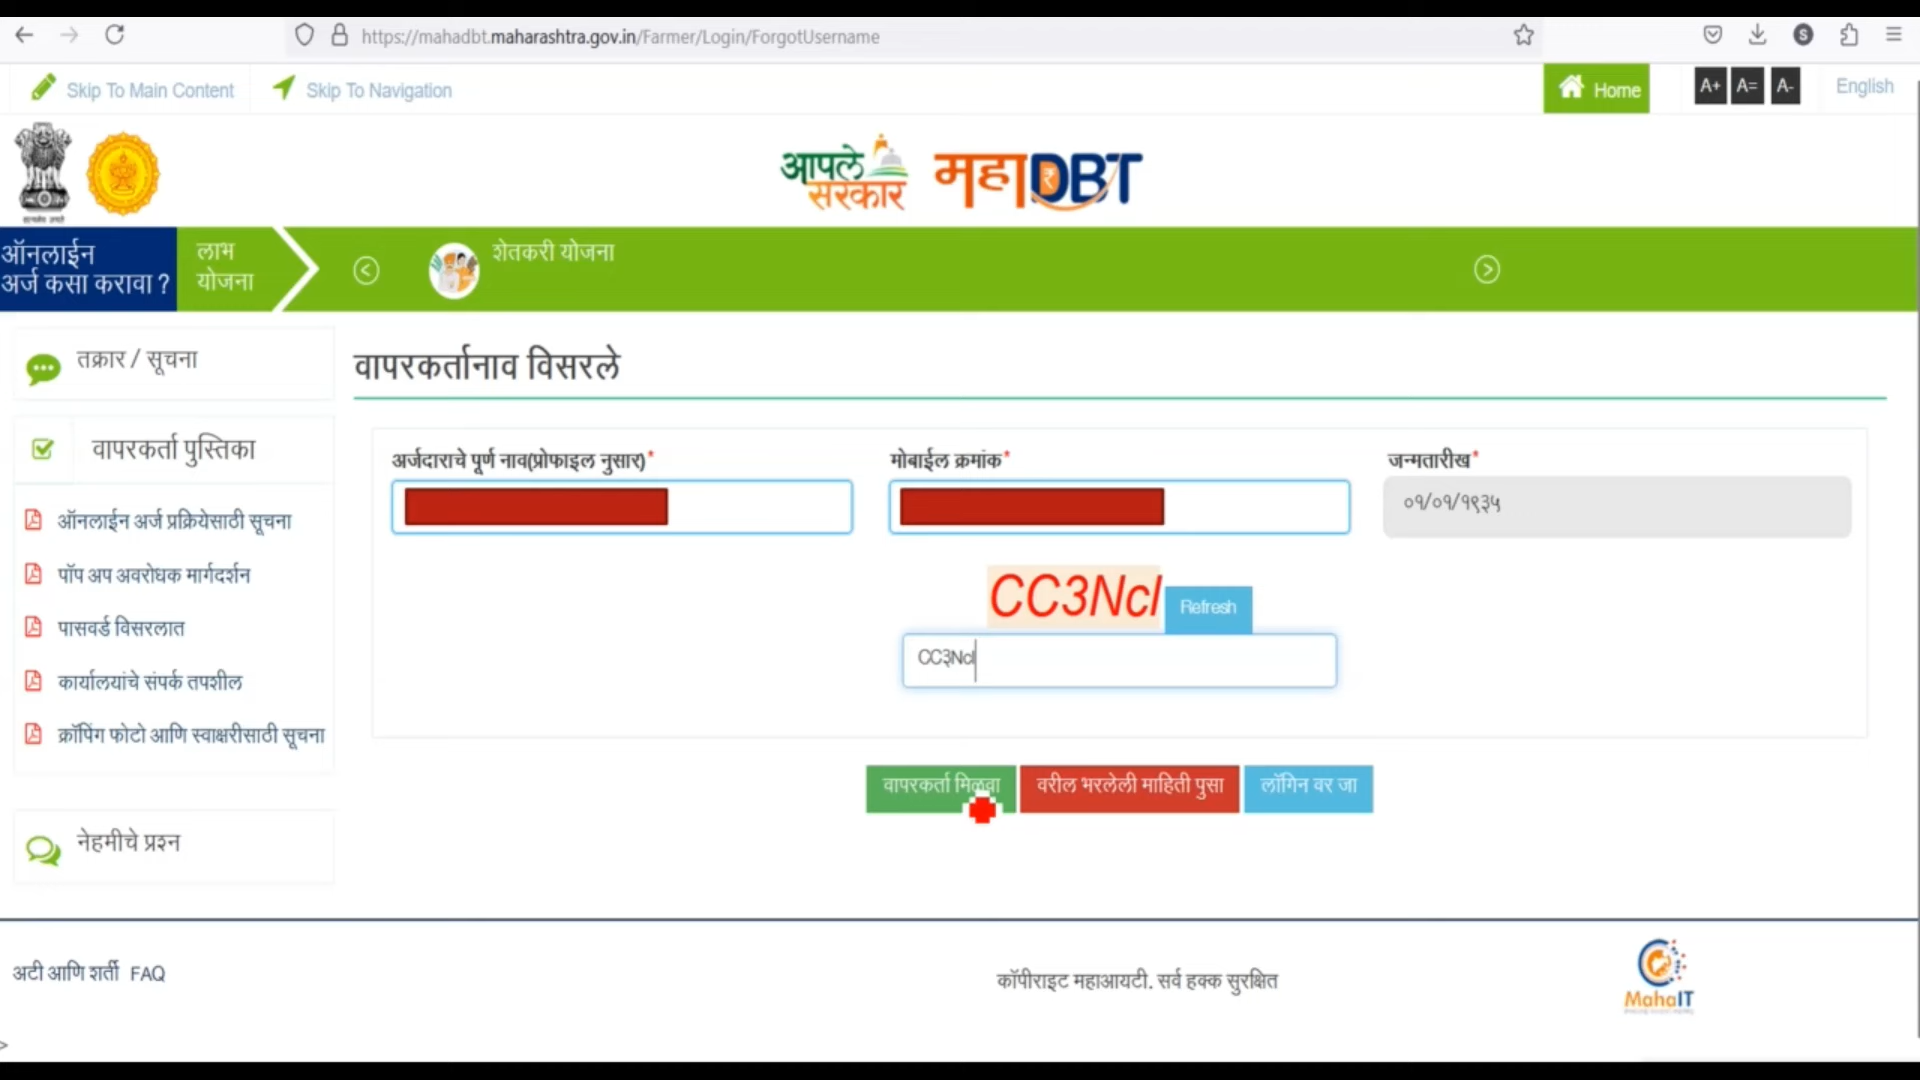 https://mahadbt.maharashtra.gov.in/Farmer/Login/ForgotUsername
Skip To Main Content
Skip To Navigation
Home
A+ A= A-
English
आपले सरकार
महाDBT
ऑनलाईन
अर्ज कसा करावा ?
लाभ
योजना
शेतकरी योजना
तक्रार / सूचना
वापरकर्ता पुस्तिका
ऑनलाईन अर्ज प्रक्रियेसाठी सूचना
पॉप अप अवरोधक मार्गदर्शन
पासवर्ड विसरलात
कार्यालयांचे संपर्क तपशील
क्रॉपिंग फोटो आणि स्वाक्षरीसाठी सूचना
नेहमीचे प्रश्न
वापरकर्तानाव विसरले
अर्जदाराचे पूर्ण नाव(प्रोफाइल नुसार)*
मोबाईल क्रमांक*
जन्मतारीख*
०१/०१/१९३५
CC3Ncl
Refresh
CC३Ncl
वापरकर्ता मिळवा
वरील भरलेली माहिती पुसा
लॉगिन वर जा
अटी आणि शर्ती FAQ
कॉपीराइट महाआयटी. सर्व हक्क सुरक्षित
MahaIT